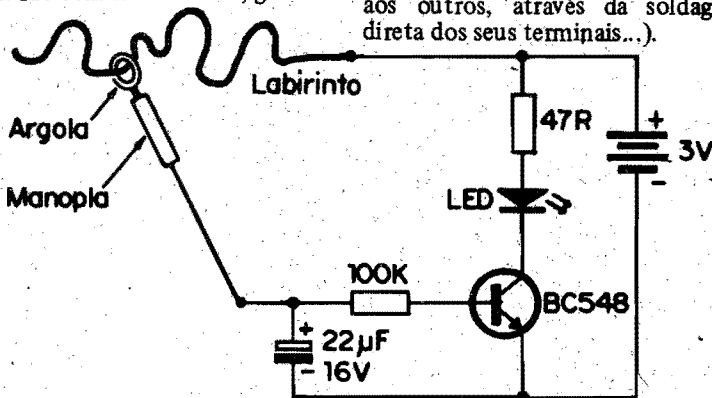 aos outros, através da soldag
direta dos seus terminais...).
Labirinto
Argola
Manopla
47R
+
3V
-
LED
100K
BC548
+
22µF
- 16V